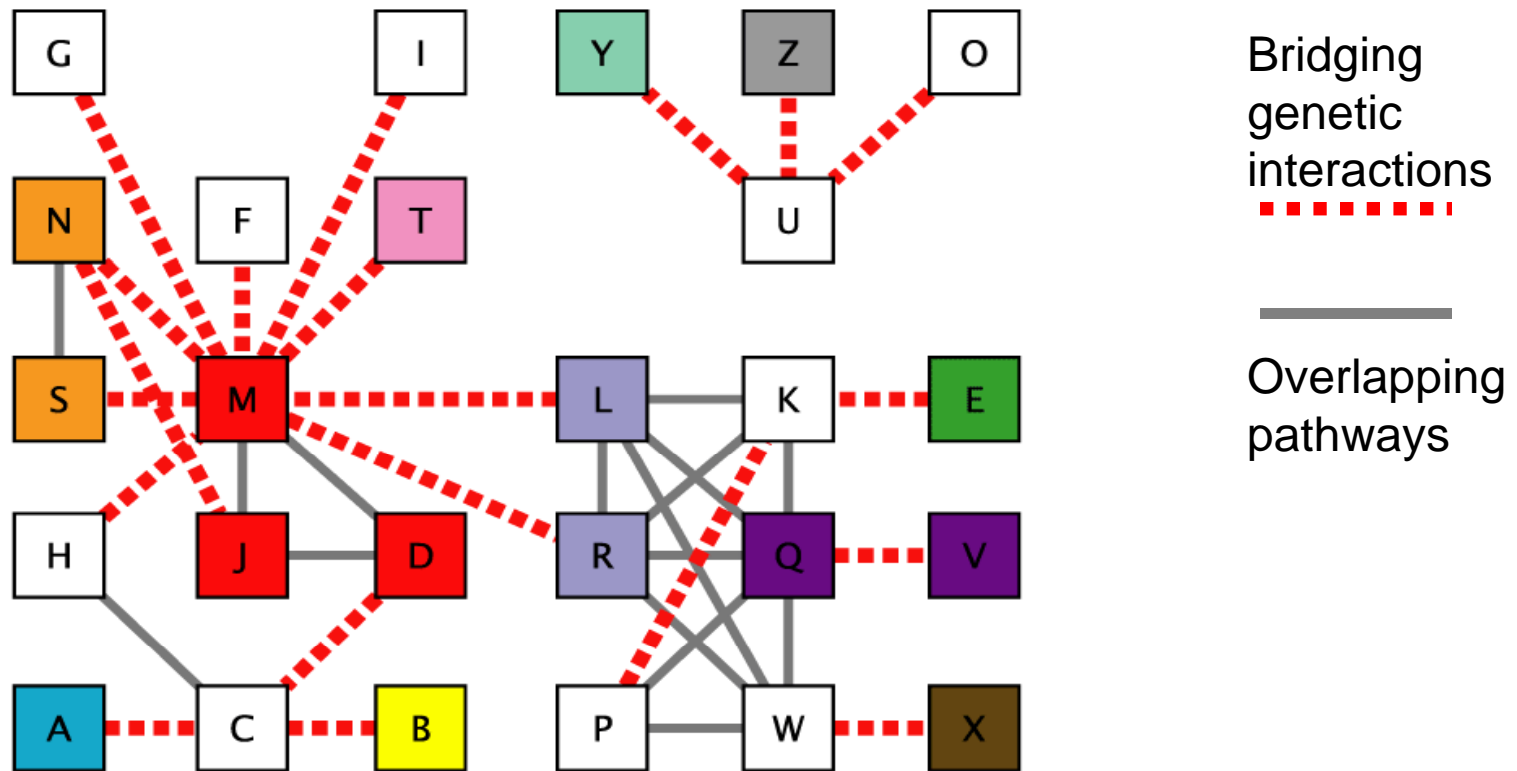 G
I
Y
Z
O
Bridging
genetic
interactions
N
F
T
U
S
M
L
K
E
Overlapping
pathways
H
J
D
R
Q
V
A
C
B
P
W
X